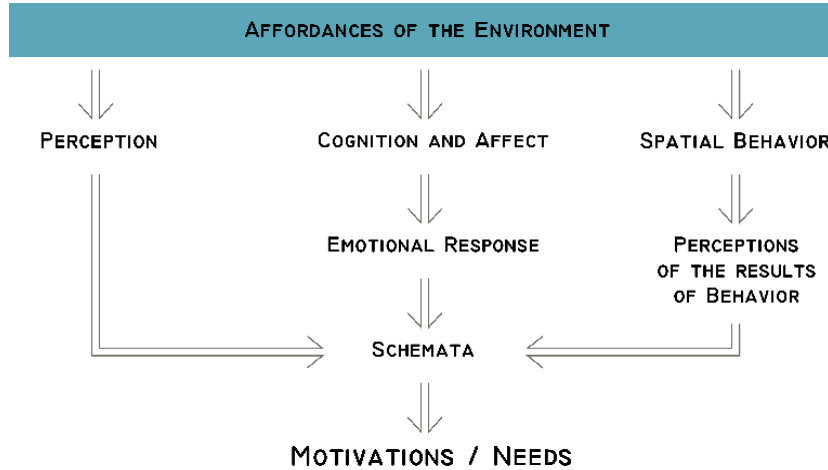 Affordances of the Environment
Perception
Cognition and Affect
Spatial Behavior
Emotional Response
Perceptions
of the results
of Behavior
Schemata
Motivations / Needs